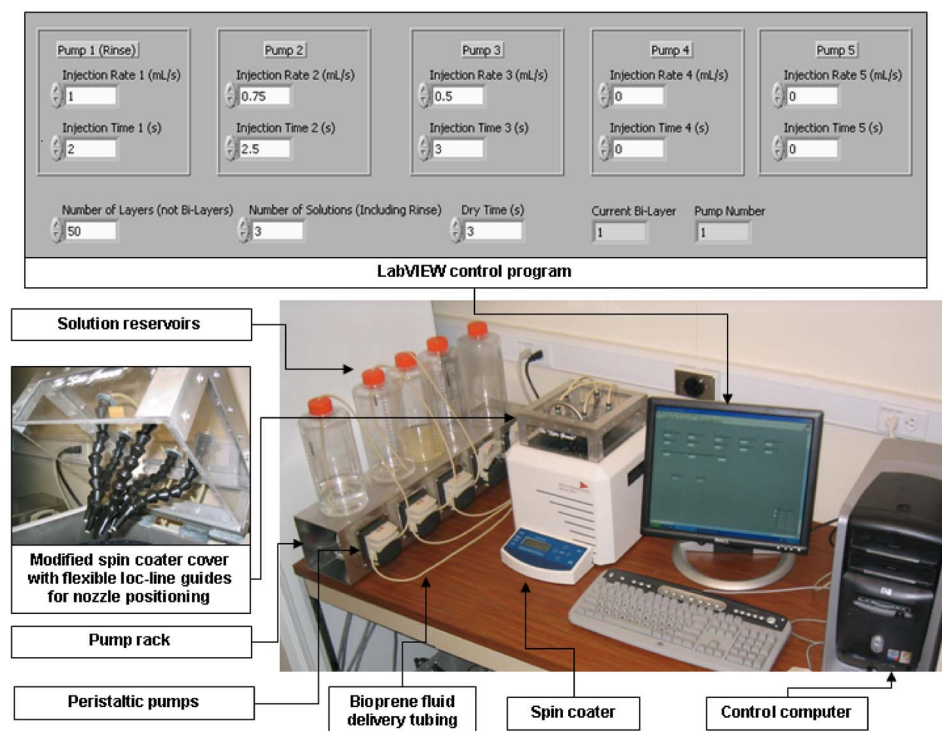 Pump 1 (Rinse)
Injection Rate 1 (mL/s)
1
Injection Time 1 (s)
2
Pump 2
Injection Rate 2 (mL/s)
0.75
Injection Time 2 (s)
2.5
Pump 3
Injection Rate 3 (mL/s)
0.5
Injection Time 3 (s)
3
Pump 4
Injection Rate 4 (mL/s)
0
Injection Time 4 (s)
0
Pump 5
Injection Rate 5 (mL/s)
0
Injection Time 5 (s)
0
Number of Layers (not Bi-Layers)
50
Number of Solutions (Including Rinse)
3
Dry Time (s)
3
Current Bi-Layer
1
Pump Number
1
LabVIEW control program
Solution reservoirs
Modified spin coater cover
with flexible loc-line guides
for nozzle positioning
Pump rack
Peristaltic pumps
Bioprene fluid
delivery tubing
Spin coater
Control computer
DELL
hp